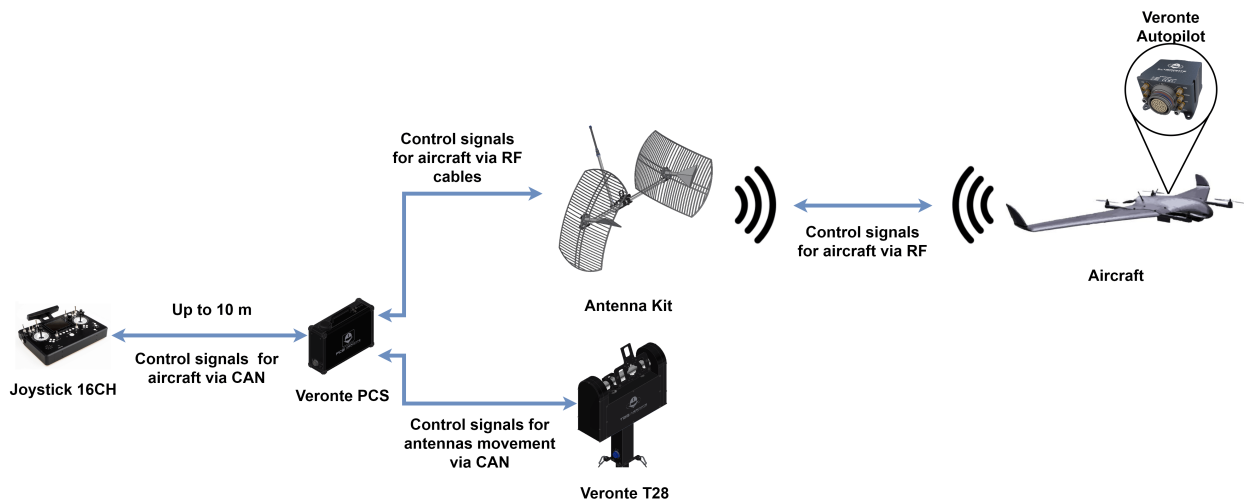 Veronte
Autopilot
Control signals
for aircraft via RF
cables
Control signals
for aircraft via RF
Aircraft
Antenna Kit
Up to 10 m
Control signals for
aircraft via CAN
Joystick 16CH
Veronte PCS
Control signals for
antennas movement
via CAN
Veronte T28